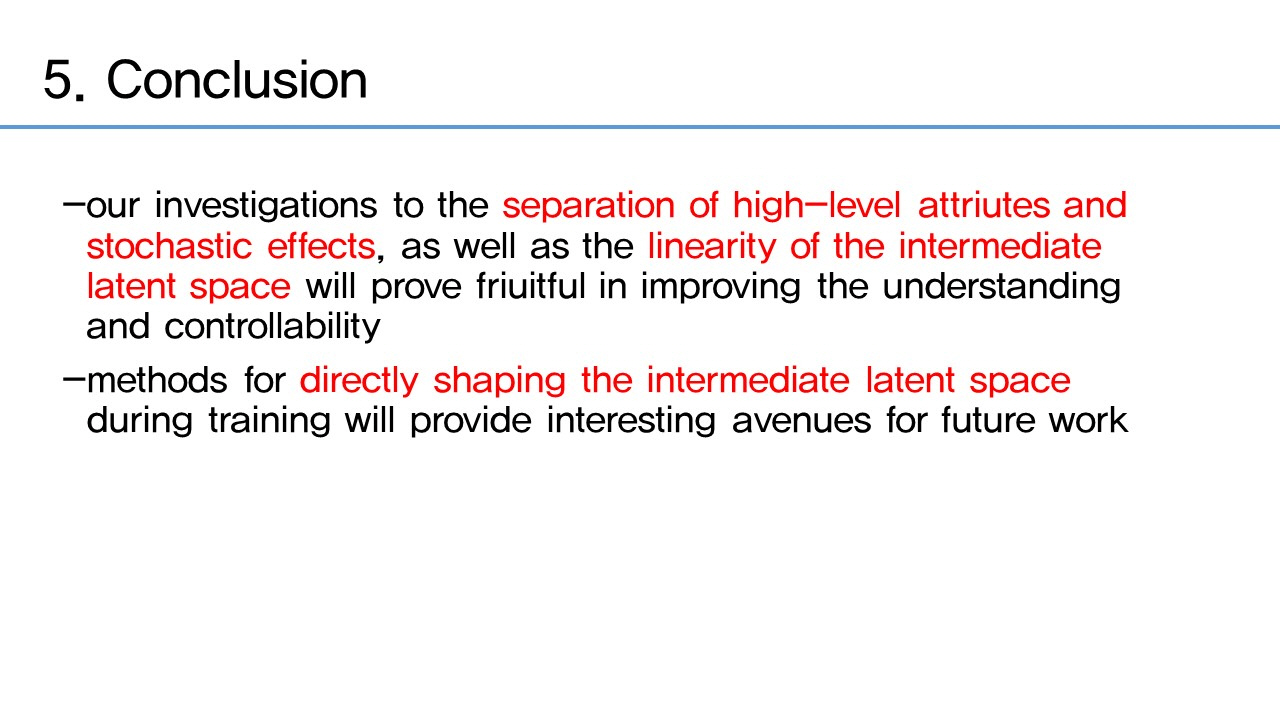 5. Conclusion
–our investigations to the separation of high–level attriutes and
stochastic effects, as well as the linearity of the intermediate
latent space will prove friuitful in improving the understanding
and controllability
–methods for directly shaping the intermediate latent space
during training will provide interesting avenues for future work